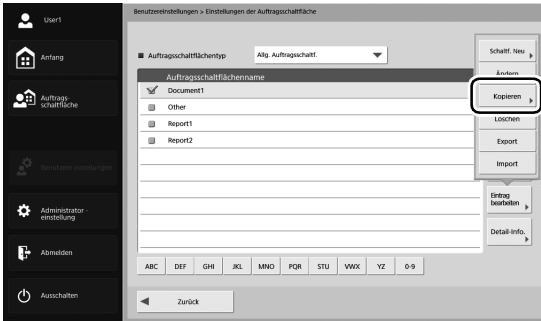 User1
Benutzereinstellungen > Einstellungen der Auftragsschaltfläche
Anfang
Auftrags-
schaltfläche
Benutzer einstellungen
Administrator -
einstellung
Abmelden
Ausschalten
Auftragsschaltflächentyp
Allg. Auftragsschaltf.
Auftragsschaltflächenname
Document1
Other
Report1
Report2
Schaltf. Neu
Ändern
Kopieren
Löschen
Export
Import
Eintrag
bearbeiten
Detail-Info.
ABC DEF GHI JKL MNO PQR STU VWX YZ 0-9
Zurück